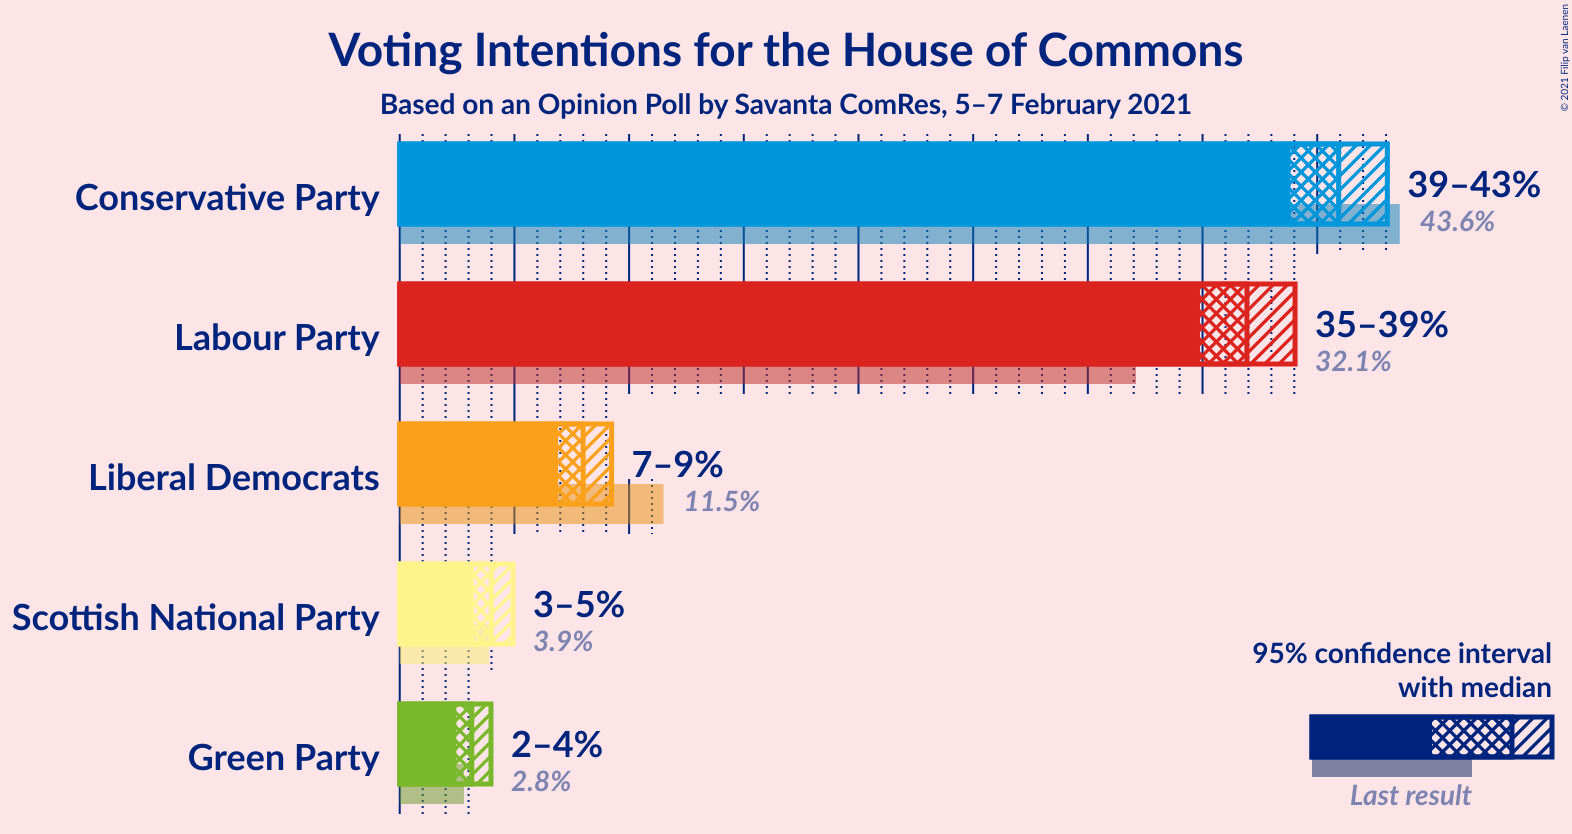 Voting Intentions for the House of Commons
Based on an Opinion Poll by Savanta ComRes, 5–7 February 2021
© 2021 Filip van Laenen
Conservative Party
39–43%
43.6%
Labour Party
35–39%
32.1%
Liberal Democrats
7–9%
11.5%
Scottish National Party
3–5%
3.9%
Green Party
2–4%
2.8%
95% confidence interval
with median
Last result